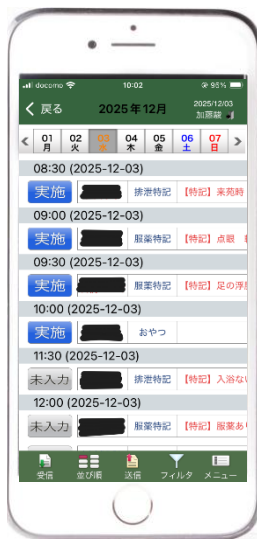 docomo 10:02 95%
戻る 2025年12月 2025/12/03
加藤駿
< 01 02 03 04 05 06 07 >
月 火 水 木 金 土 日
08:30 (2025-12-03)
実施 排泄特記 【特記】来苑時
09:00 (2025-12-03)
実施 服薬特記 【特記】点眼
09:30 (2025-12-03)
実施 服薬特記 【特記】足の浮腫
10:00 (2025-12-03)
実施 おやつ
11:30 (2025-12-03)
未入力 排泄特記 【特記】入浴な
12:00 (2025-12-03)
未入力 服薬特記 【特記】服薬あ
受信 並び順 送信 フィルタ メニュー